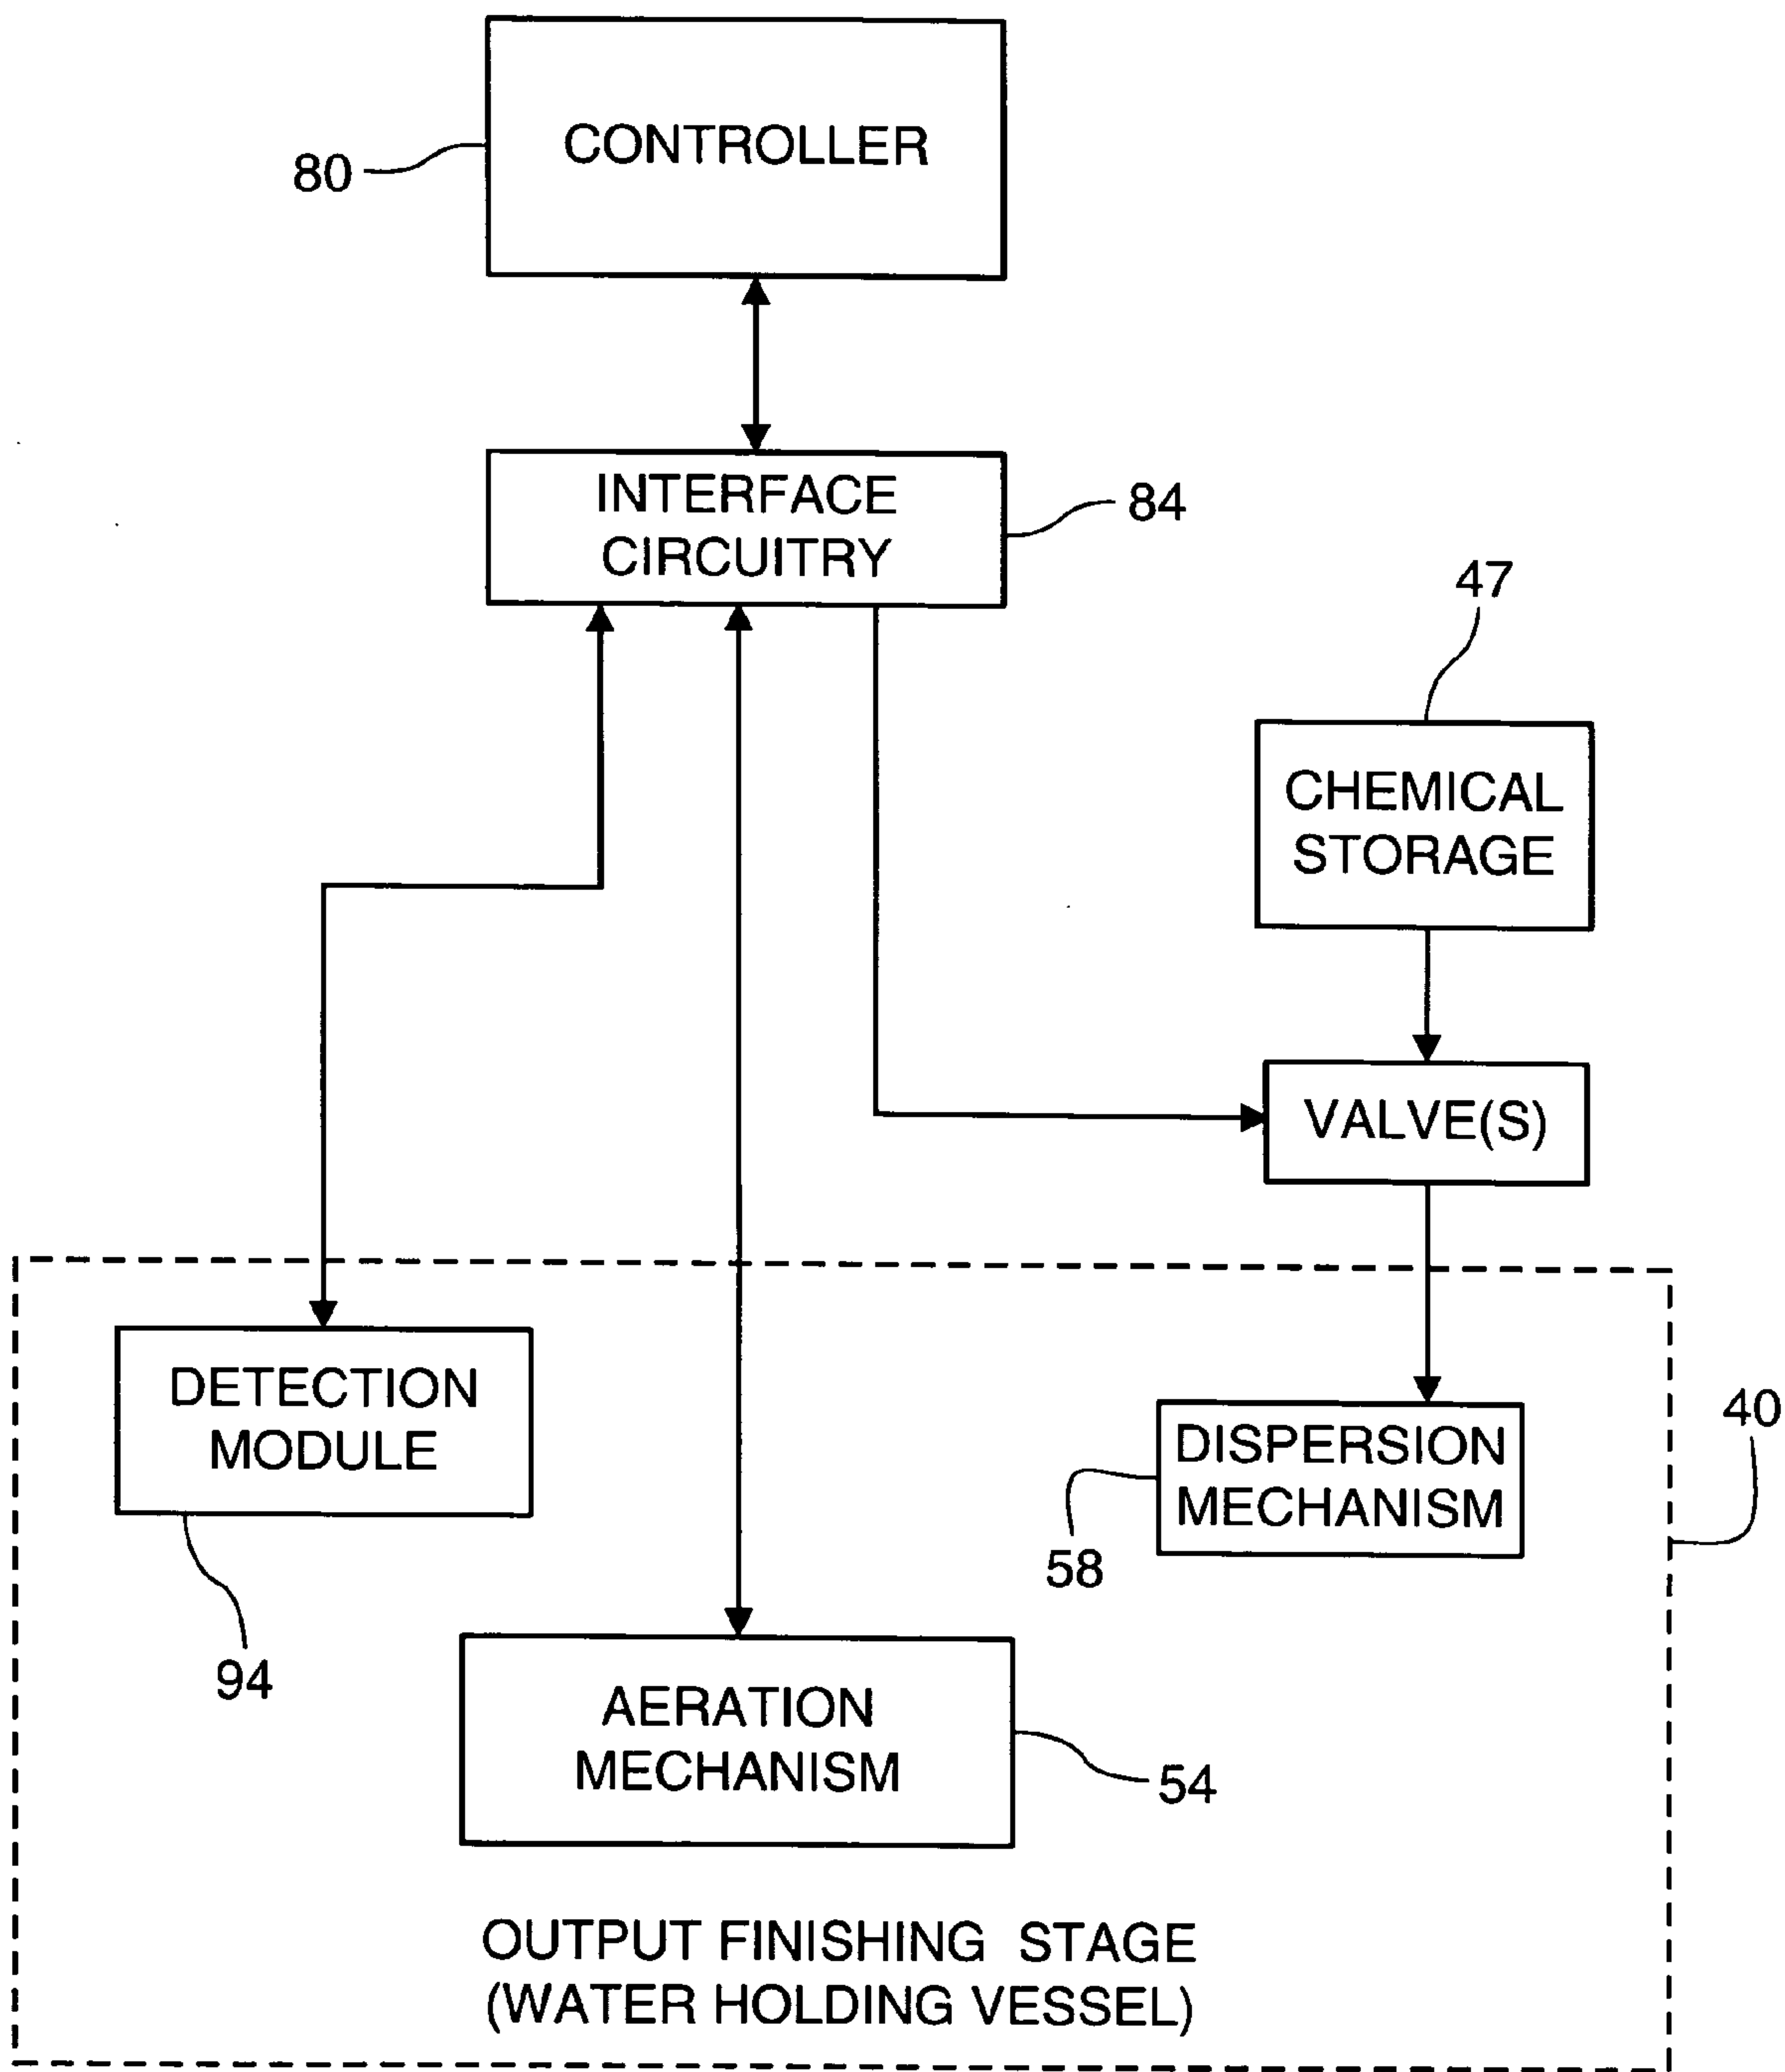 CONTROLLER
80
INTERFACE
CIRCUITRY
84
47
CHEMICAL
STORAGE
VALVE(S)
DETECTION
MODULE
94
DISPERSION
MECHANISM
58
40
AERATION
MECHANISM
54
OUTPUT FINISHING STAGE
(WATER HOLDING VESSEL)